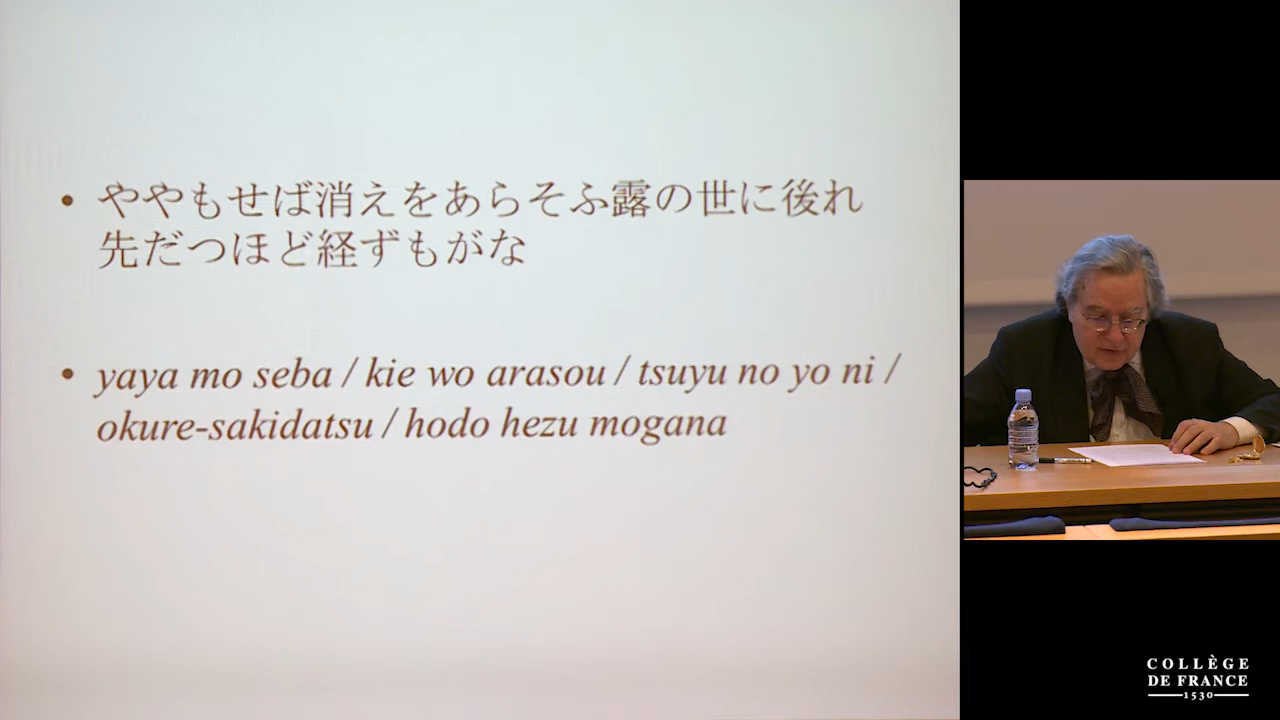 • ややもせば消えをあらそふ露の世に後れ
先だつほど経ずもがな
• yaya mo seba / kie wo arasou / tsuyu no yo ni /
okure-sakidatsu / hodo hezu mogana
COLLÈGE
DE FRANCE
1530